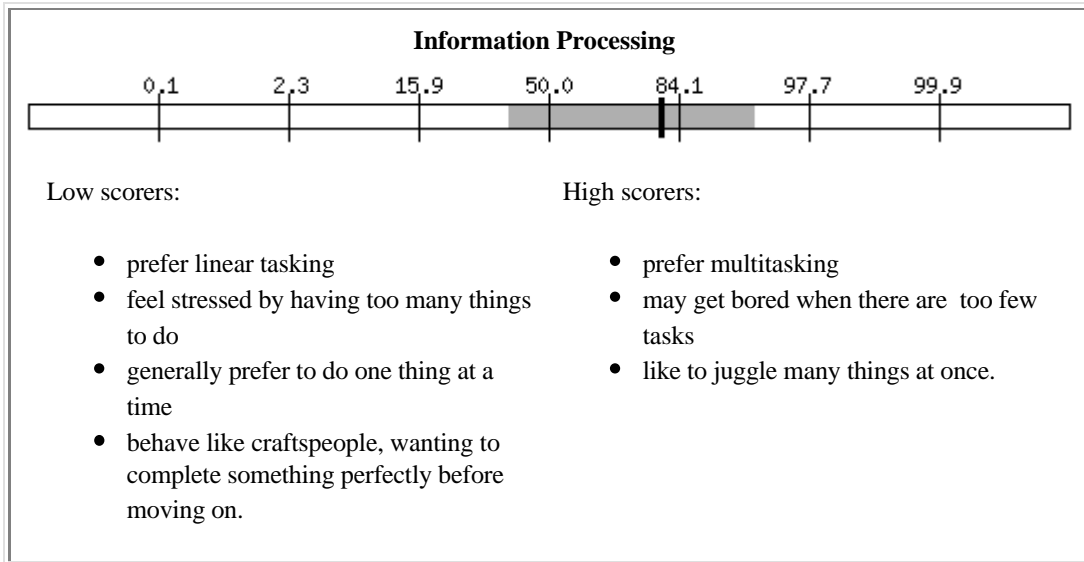 Information Processing
0.1 2.3 15.9 50.0 84.1 97.7 99.9
Low scorers:
• prefer linear tasking
• feel stressed by having too many things
to do
• generally prefer to do one thing at a
time
• behave like craftspeople, wanting to
complete something perfectly before
moving on.
High scorers:
• prefer multitasking
• may get bored when there are  too few
tasks
• like to juggle many things at once.